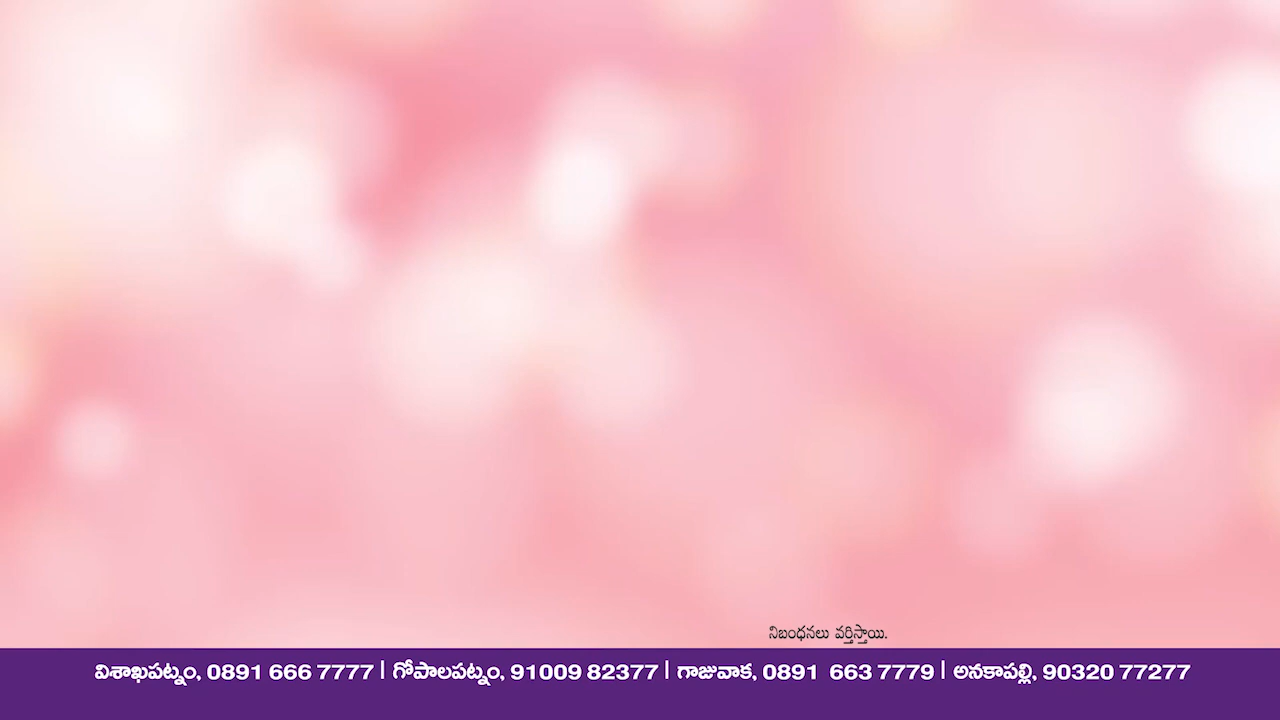 నిబంధనలు వర్తిస్తాయి.
విశాఖపట్నం, 0891 666 7777 | గోపాలపట్నం, 91009 82377 | గాజువాక, 0891 663 7779 | అనకాపల్లి, 90320 77277